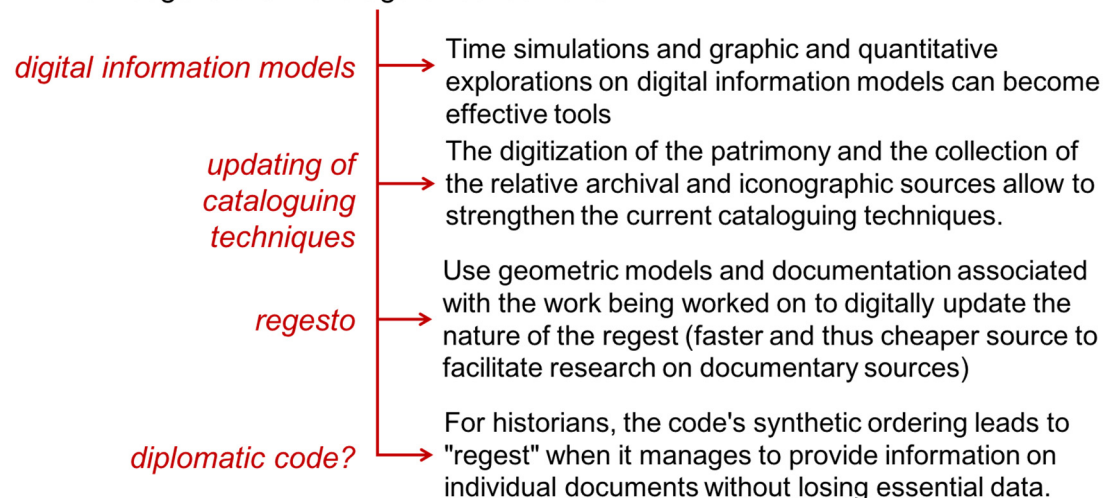 digital information models
Time simulations and graphic and quantitative
explorations on digital information models can become
effective tools
updating of
cataloguing
techniques
The digitization of the patrimony and the collection of
the relative archival and iconographic sources allow to
strengthen the current cataloguing techniques.
regesto
Use geometric models and documentation associated
with the work being worked on to digitally update the
nature of the regest (faster and thus cheaper source to
facilitate research on documentary sources)
diplomatic code?
For historians, the code's synthetic ordering leads to
"regest" when it manages to provide information on
individual documents without losing essential data.